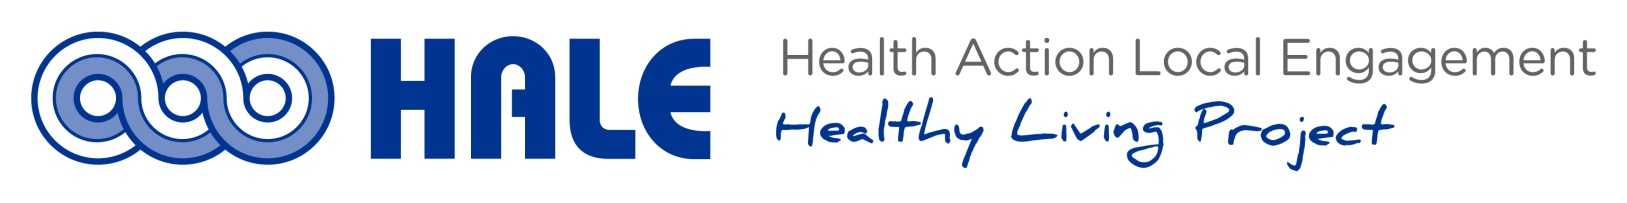 HALE
Health Action Local Engagement
Healthy Living Project